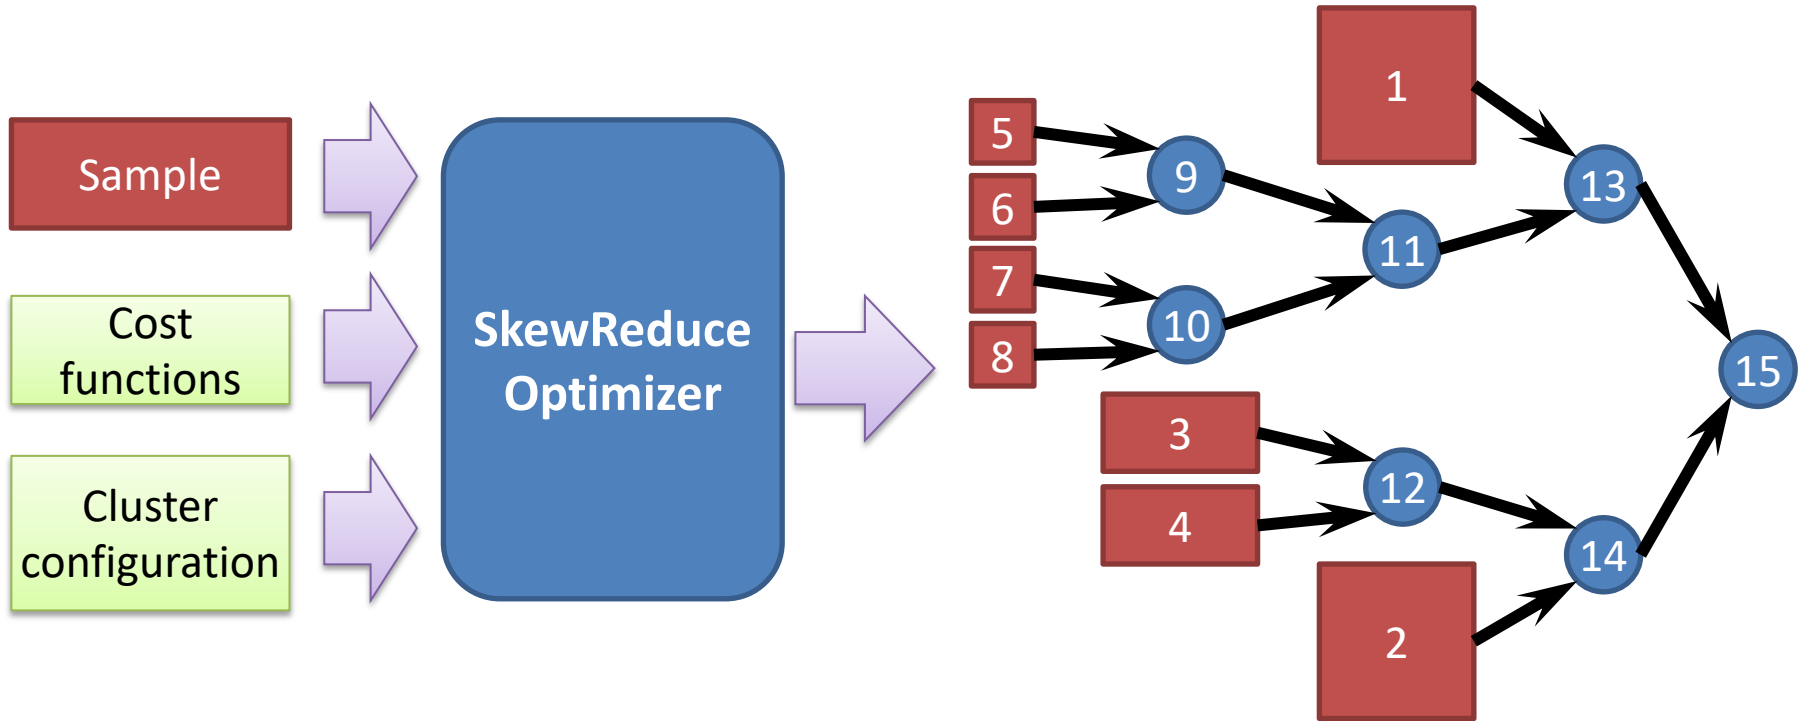 Sample
Cost
functions
Cluster
configuration
SkewReduce
Optimizer
1
5
6
7
8
9
10
11
13
3
4
12
14
2
15